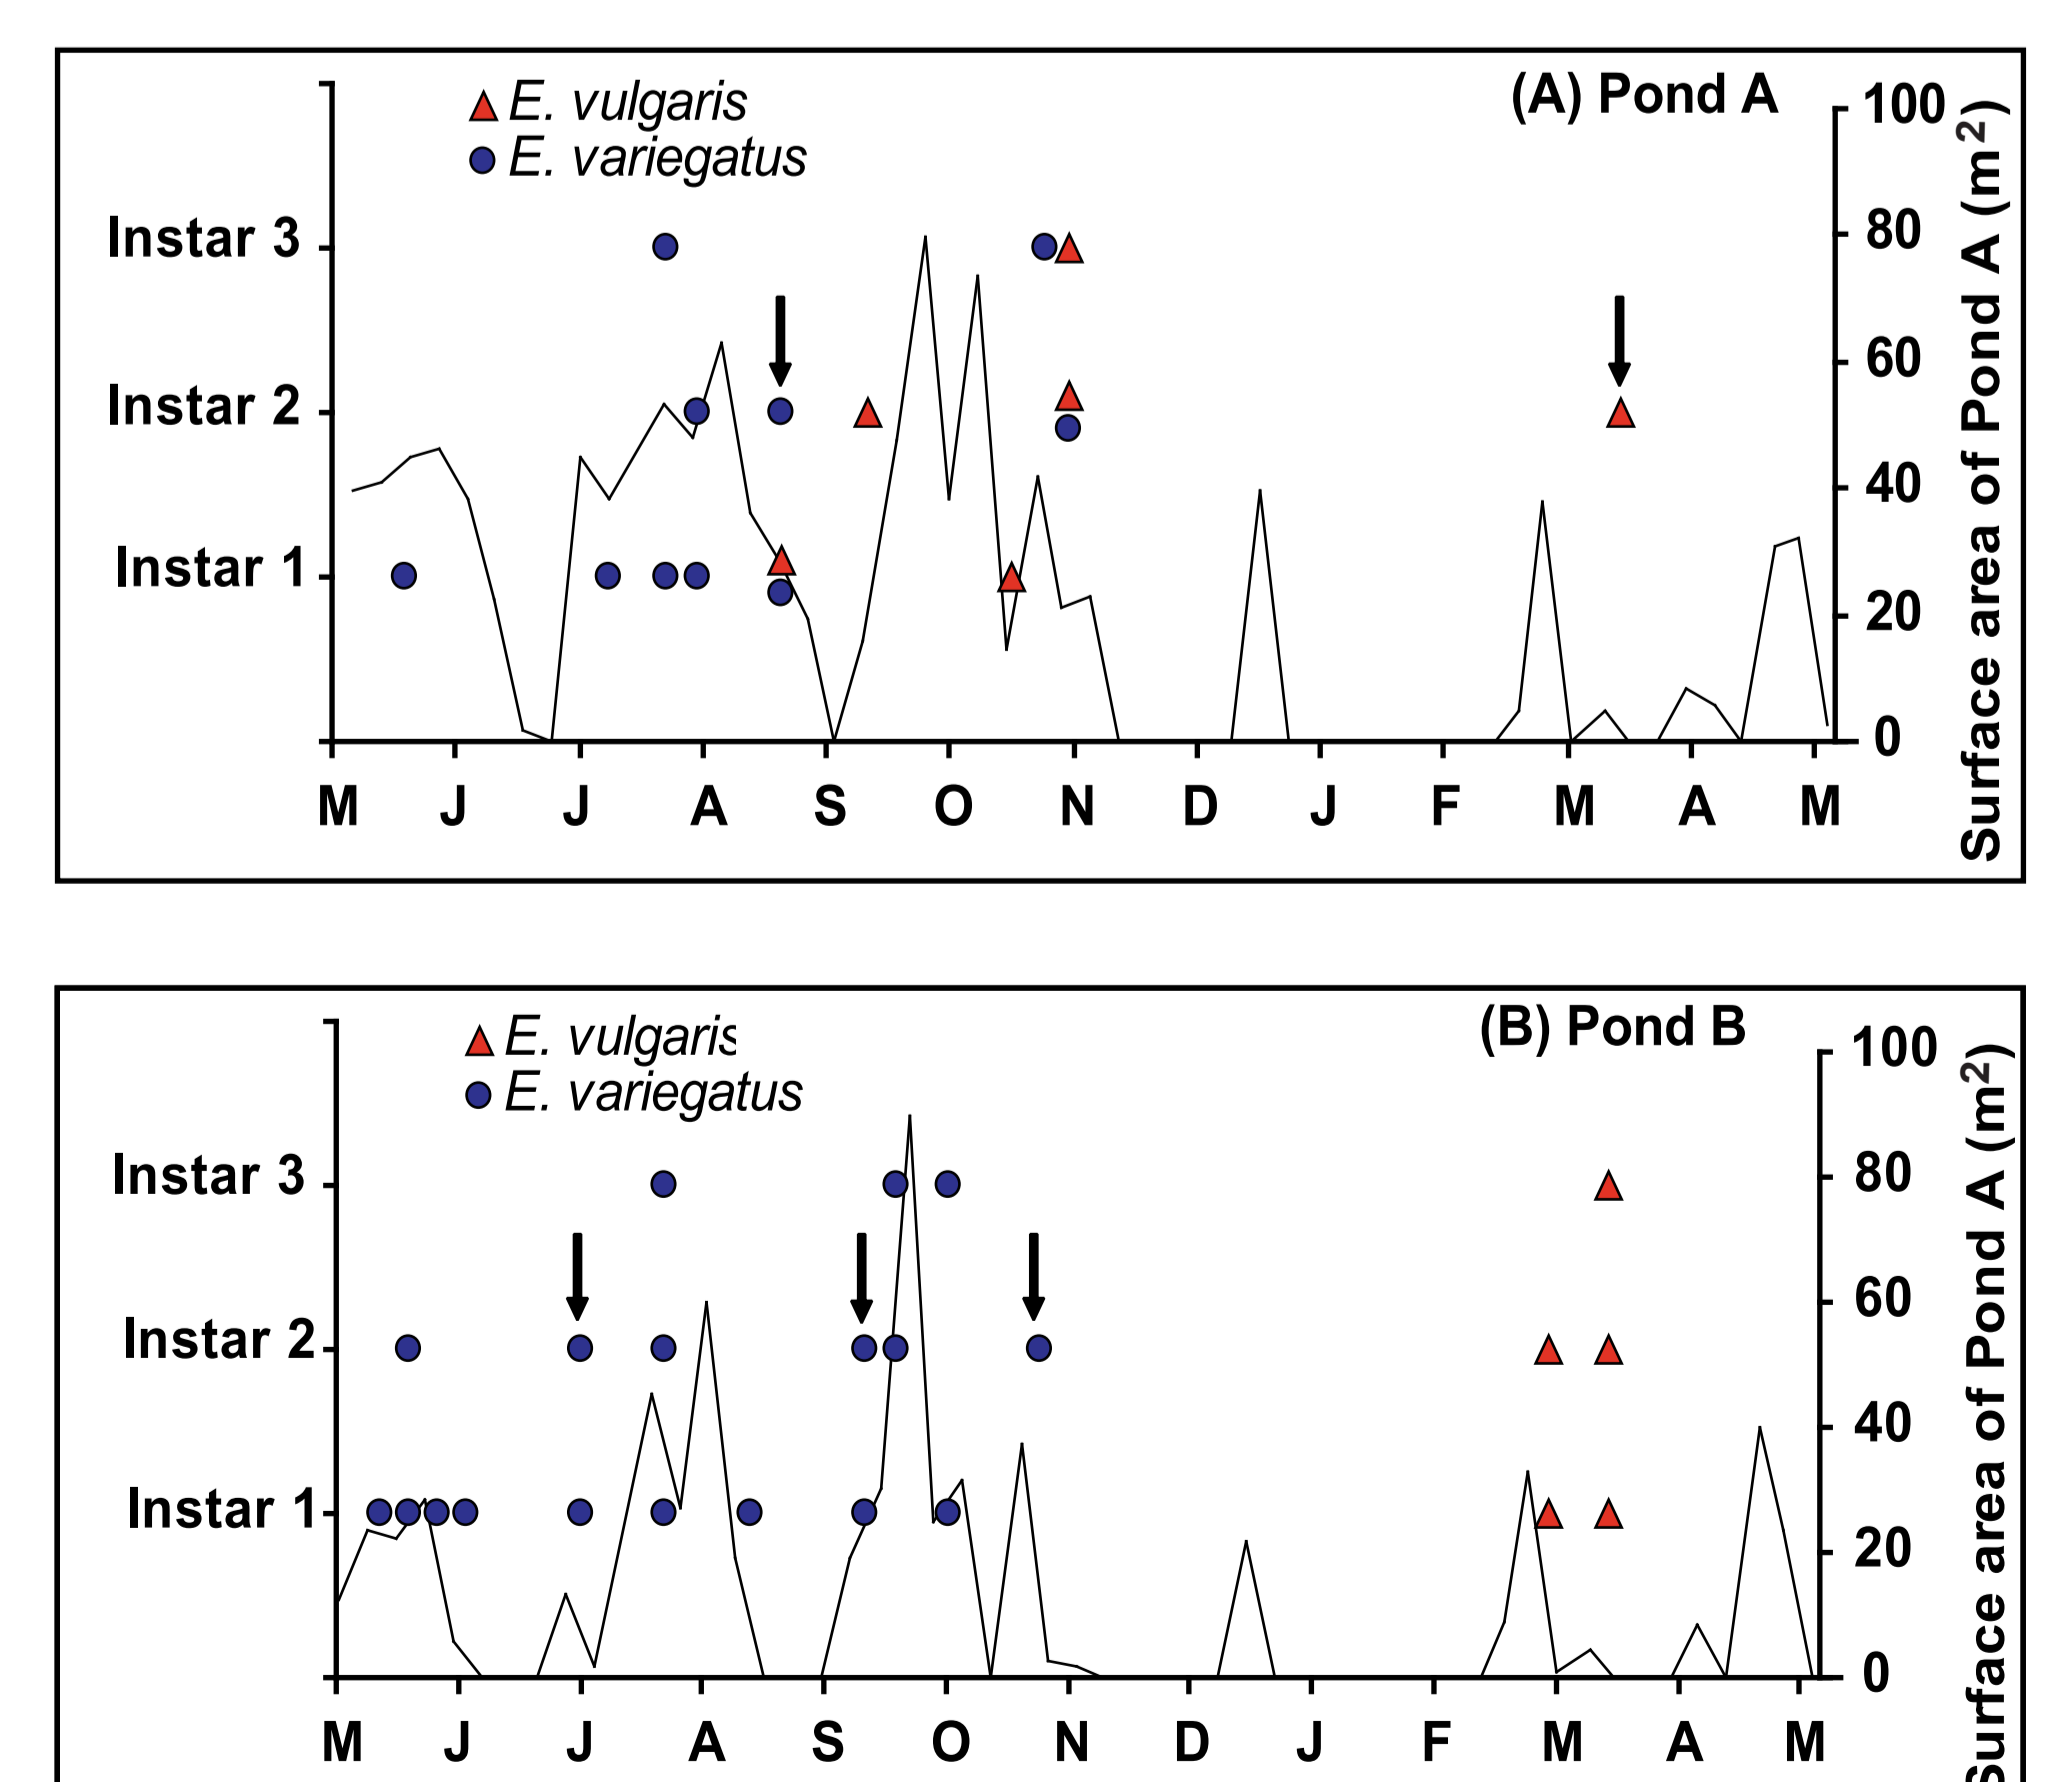 E. vulgaris
E. variegatus
(A) Pond A
Instar 3
Instar 2
Instar 1
100
80
60
40
20
0
Surface area of Pond A (m²)
M J J A S O N D J F M A M
E. vulgaris
E. variegatus
(B) Pond B
Instar 3
Instar 2
Instar 1
100
80
60
40
20
0
Surface area of Pond A (m²)
M J J A S O N D J F M A M